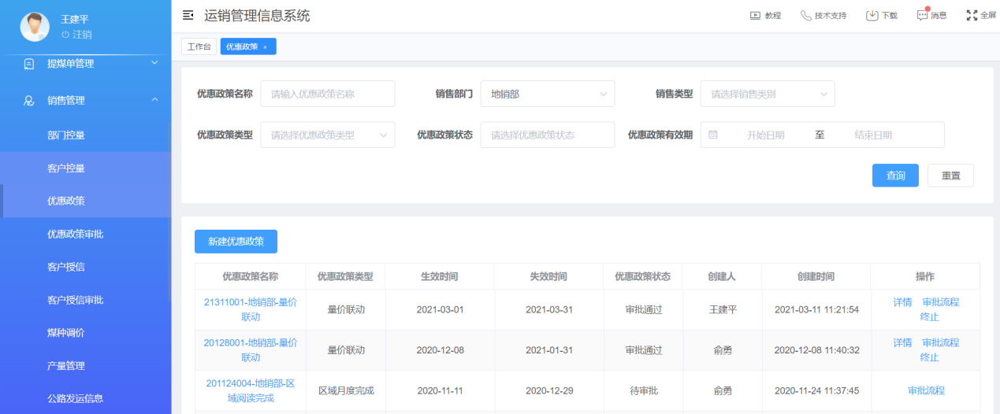 王建平
注销
提煤单管理
销售管理
部门控量
客户控量
优惠政策
优惠政策审批
客户授信
客户授信审批
煤种调价
产量管理
公路发运信息
运销管理信息系统
教程 技术支持 下载 消息 全屏
工作台 优惠政策 ×
优惠政策名称 请输入优惠政策名称 销售部门 地销部 销售类型 请选择销售类别
优惠政策类型 请选择优惠政策类型 优惠政策状态 请选择优惠政策状态 优惠政策有效期 开始日期 至 结束日期
查询 重置
新建优惠政策
优惠政策名称 优惠政策类型 生效时间 失效时间 优惠政策状态 创建人 创建时间 操作
21311001-地销部-量价 详情 审批流程
量价联动 2021-03-01 2021-03-31 审批通过 王建平 2021-03-11 11:21:54
联动 终止
20128001-地销部-量价 详情 审批流程
量价联动 2020-12-08 2021-01-31 审批通过 俞勇 2020-12-08 11:40:32
联动 终止
201124004-地销部-区
区域月度完成 2020-11-11 2020-12-29 待审批 俞勇 2020-11-24 11:37:45 审批流程
域阅读完成